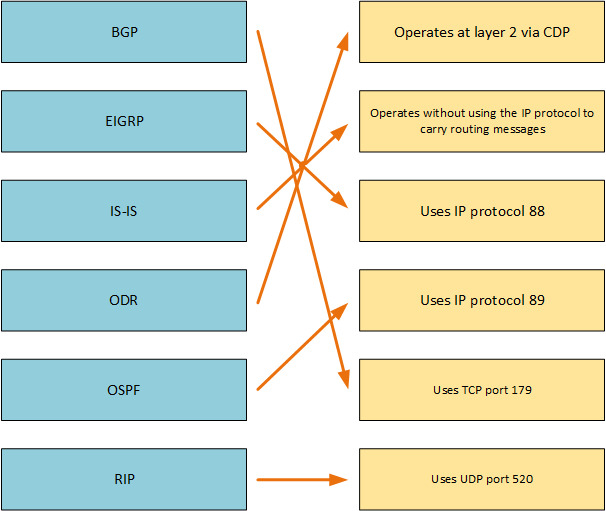 BGP
Operates at layer 2 via CDP
EIGRP
Operates without using the IP protocol to
carry routing messages
IS-IS
Uses IP protocol 88
ODR
Uses IP protocol 89
OSPF
Uses TCP port 179
RIP
Uses UDP port 520